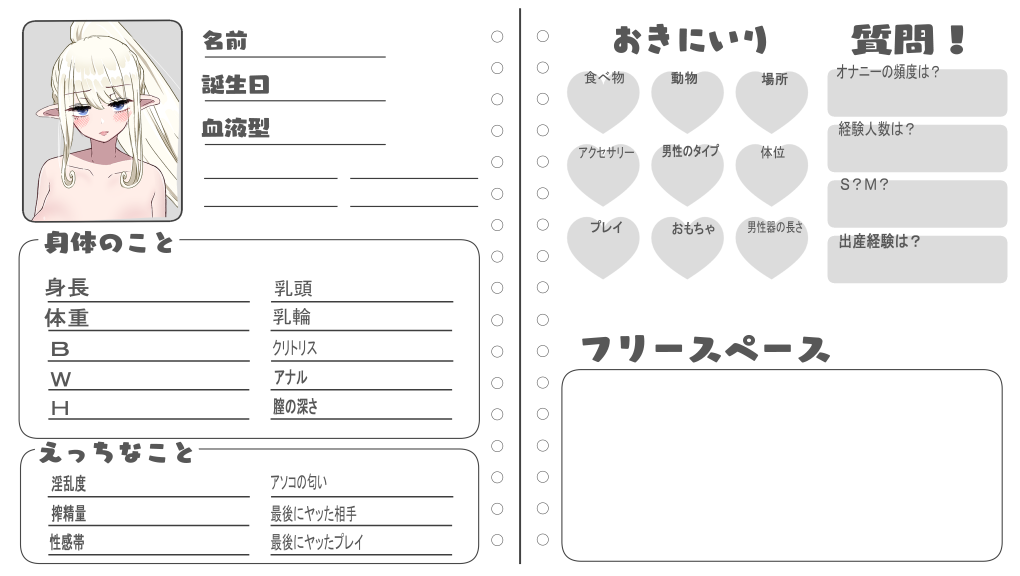 名前
誕生日
血液型
身体のこと
身長
体重
B
W
H
乳頭
乳輪
クリトリス
アナル
膣の深さ
えっちなこと
淫乱度
搾精量
性感帯
アソコの匂い
最後にヤッた相手
最後にヤッたプレイ
おきにいり
食べ物
動物
場所
アクセサリー
男性のタイプ
体位
プレイ
おもちゃ
男性器の長さ
質問！
オナニーの頻度は？
経験人数は？
S？M？
出産経験は？
フリースペース